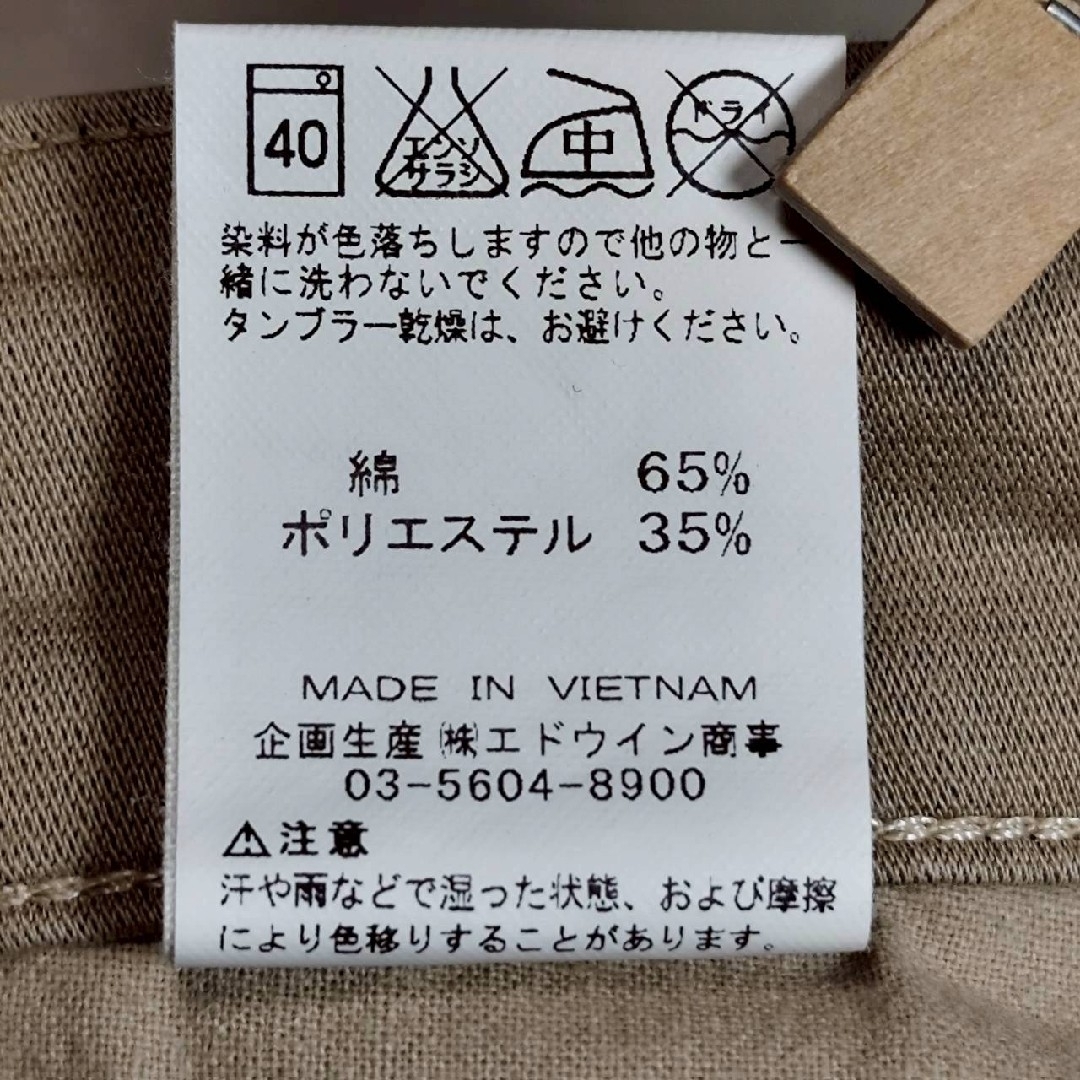 40
エンソ
サラシ
中
ドライ
染料が色落ちしますので他の物と一
緒に洗わないでください。
タンブラー乾燥は、お避けください。
綿 65%
ポリエステル 35%
MADE IN VIETNAM
企画生産 ㈱エドウイン商事
03-5604-8900
⚠注意
汗や雨などで湿った状態、および摩擦
により色移りすることがあります。